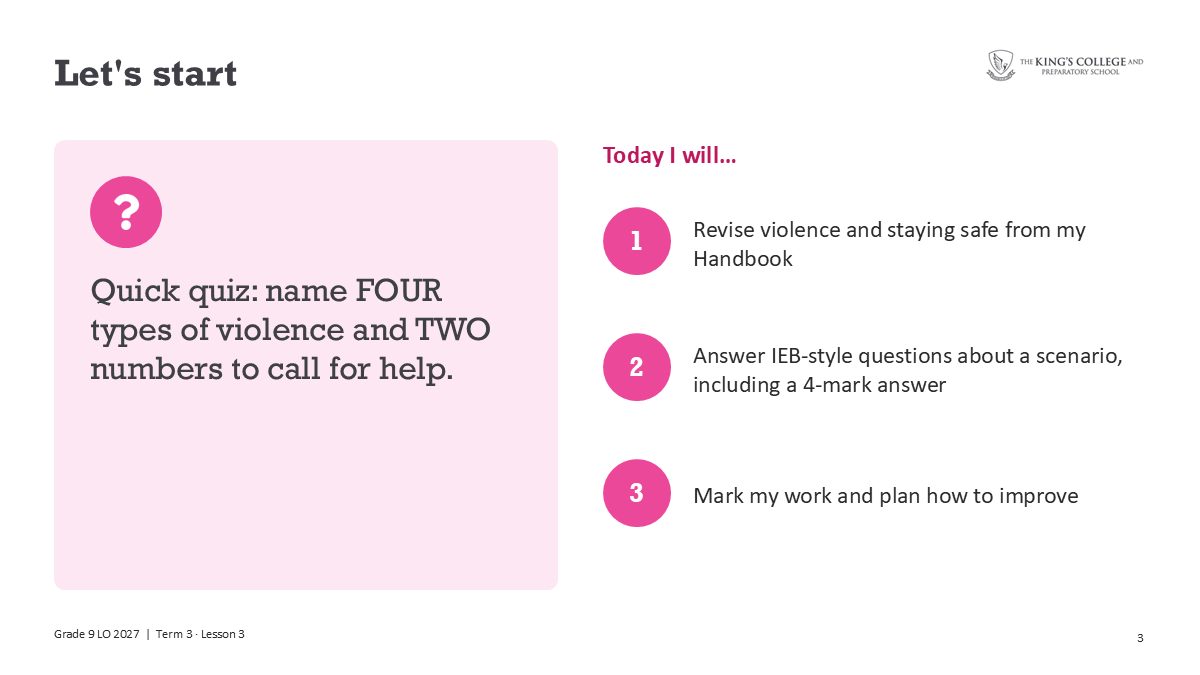 Let's start
THE KING'S COLLEGE AND
PREPARATORY SCHOOL
?
Quick quiz: name FOUR
types of violence and TWO
numbers to call for help.
Today I will…
1
Revise violence and staying safe from my
Handbook
2
Answer IEB-style questions about a scenario,
including a 4-mark answer
3
Mark my work and plan how to improve
Grade 9 LO 2027 | Term 3 · Lesson 3
3